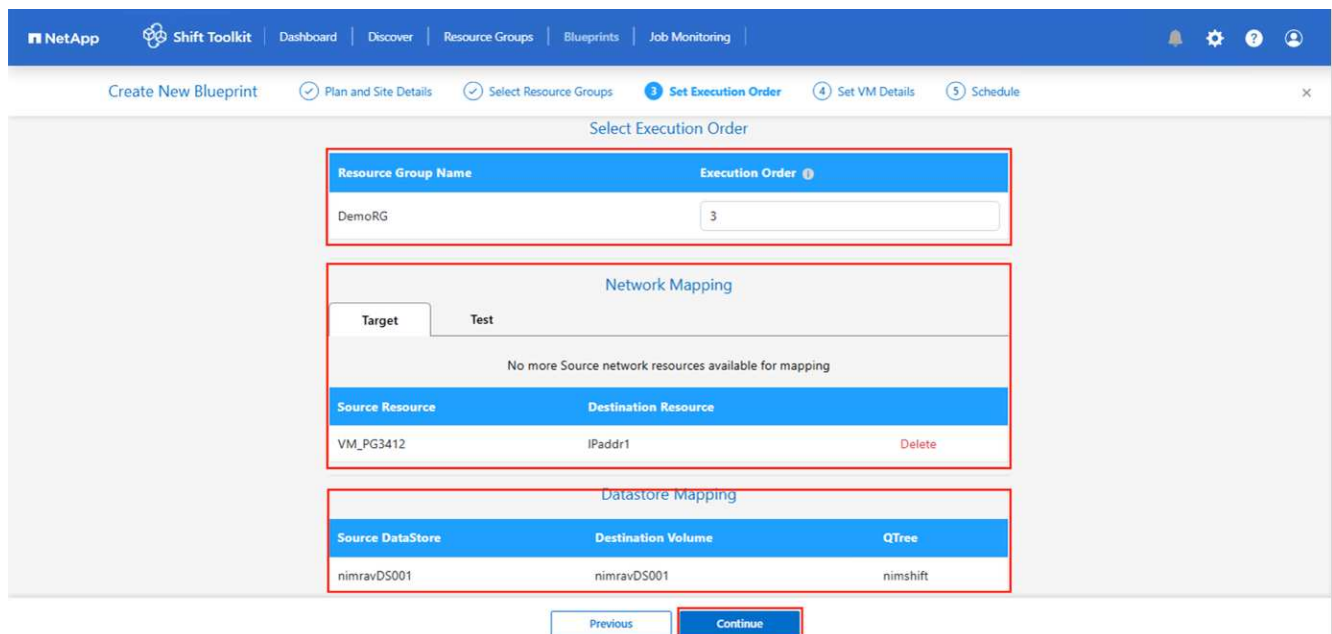 NetApp Shift Toolkit Dashboard Discover Resource Groups Blueprints Job Monitoring ?
Create New Blueprint Plan and Site Details Select Resource Groups 3 Set Execution Order 4 Set VM Details 5 Schedule ×
Select Execution Order
Resource Group Name Execution Order i
DemoRG 3
Network Mapping
Target Test
No more Source network resources available for mapping
Source Resource Destination Resource
VM_PG3412 IPaddr1 Delete
Datastore Mapping
Source DataStore Destination Volume QTree
nimravDS001 nimravDS001 nimshift
Previous Continue